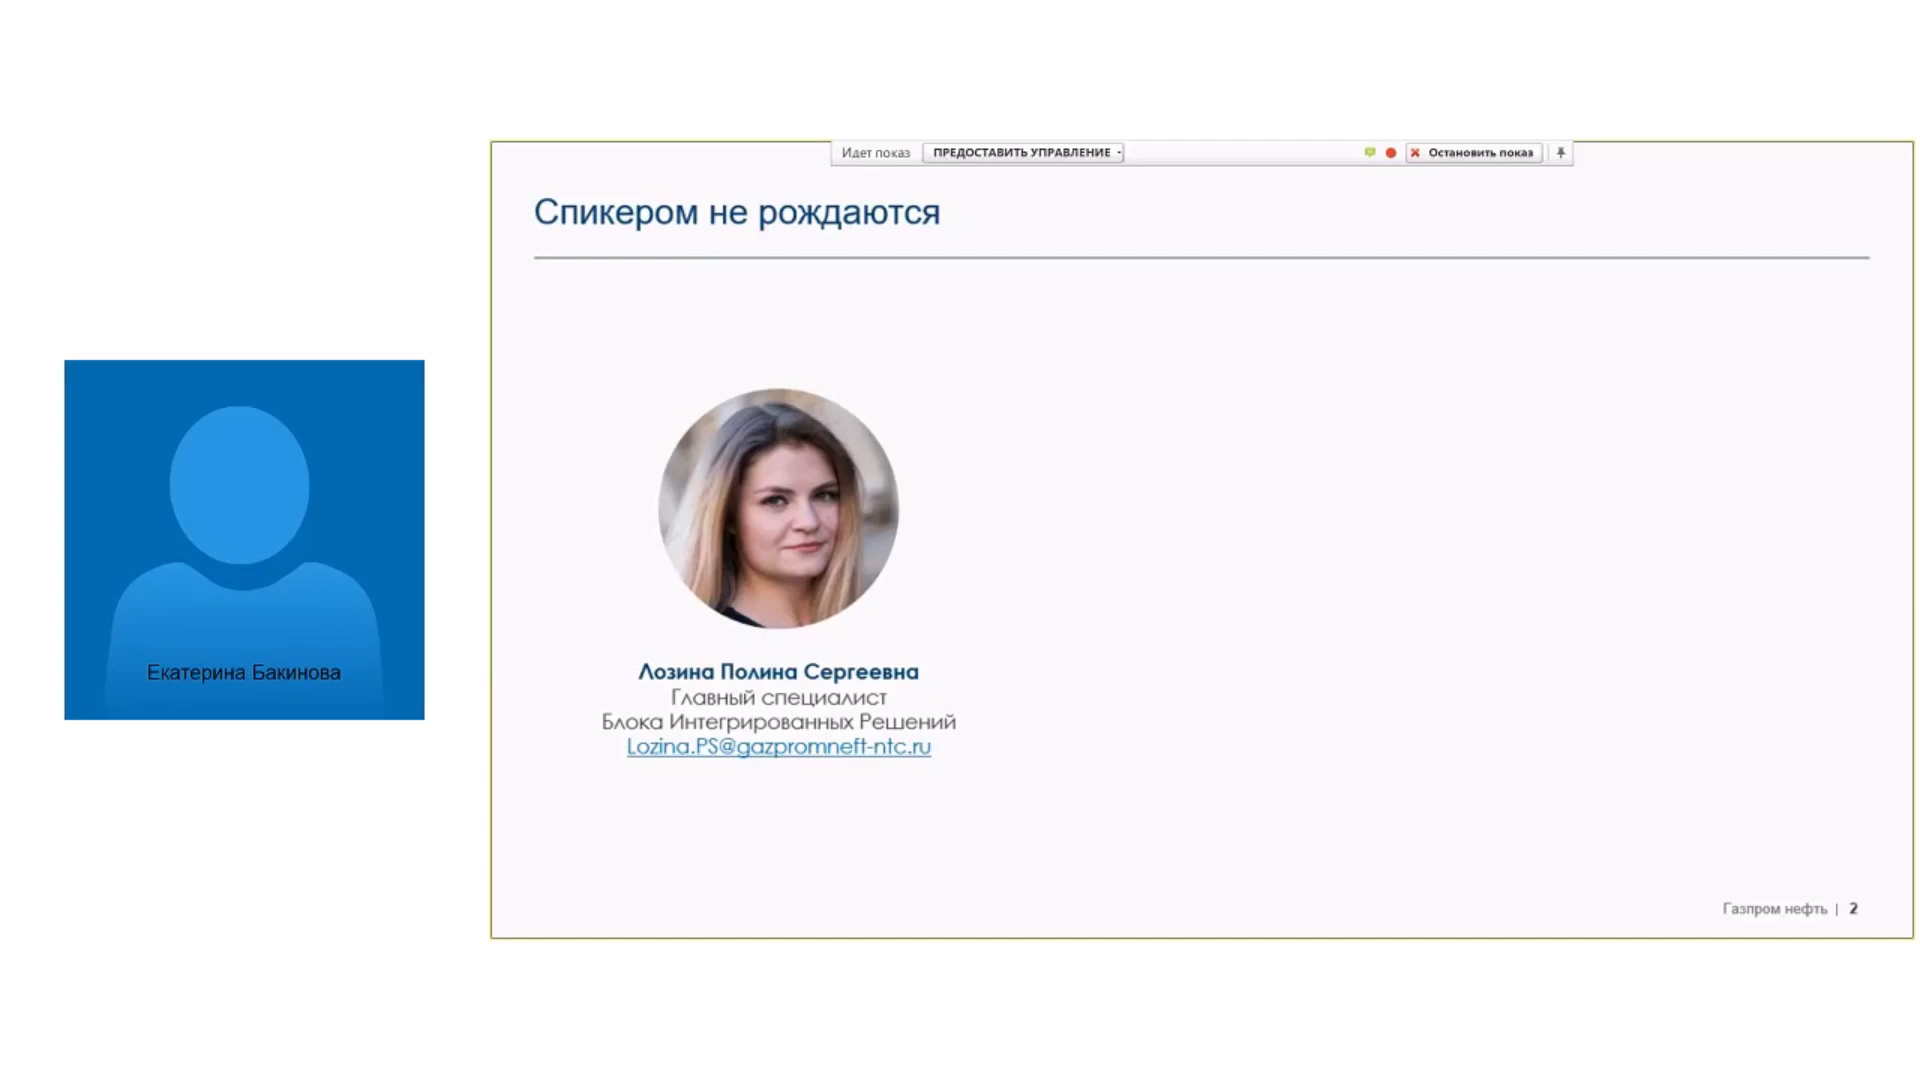 Идет показ
ПРЕДОСТАВИТЬ УПРАВЛЕНИЕ
Остановить показ
Спикером не рождаются
Екатерина Бакинова
Лозина Полина Сергеевна
Главный специалист
Блока Интегрированных Решений
Lozina.PS@gazpromneft-ntc.ru
Газпром нефть | 2